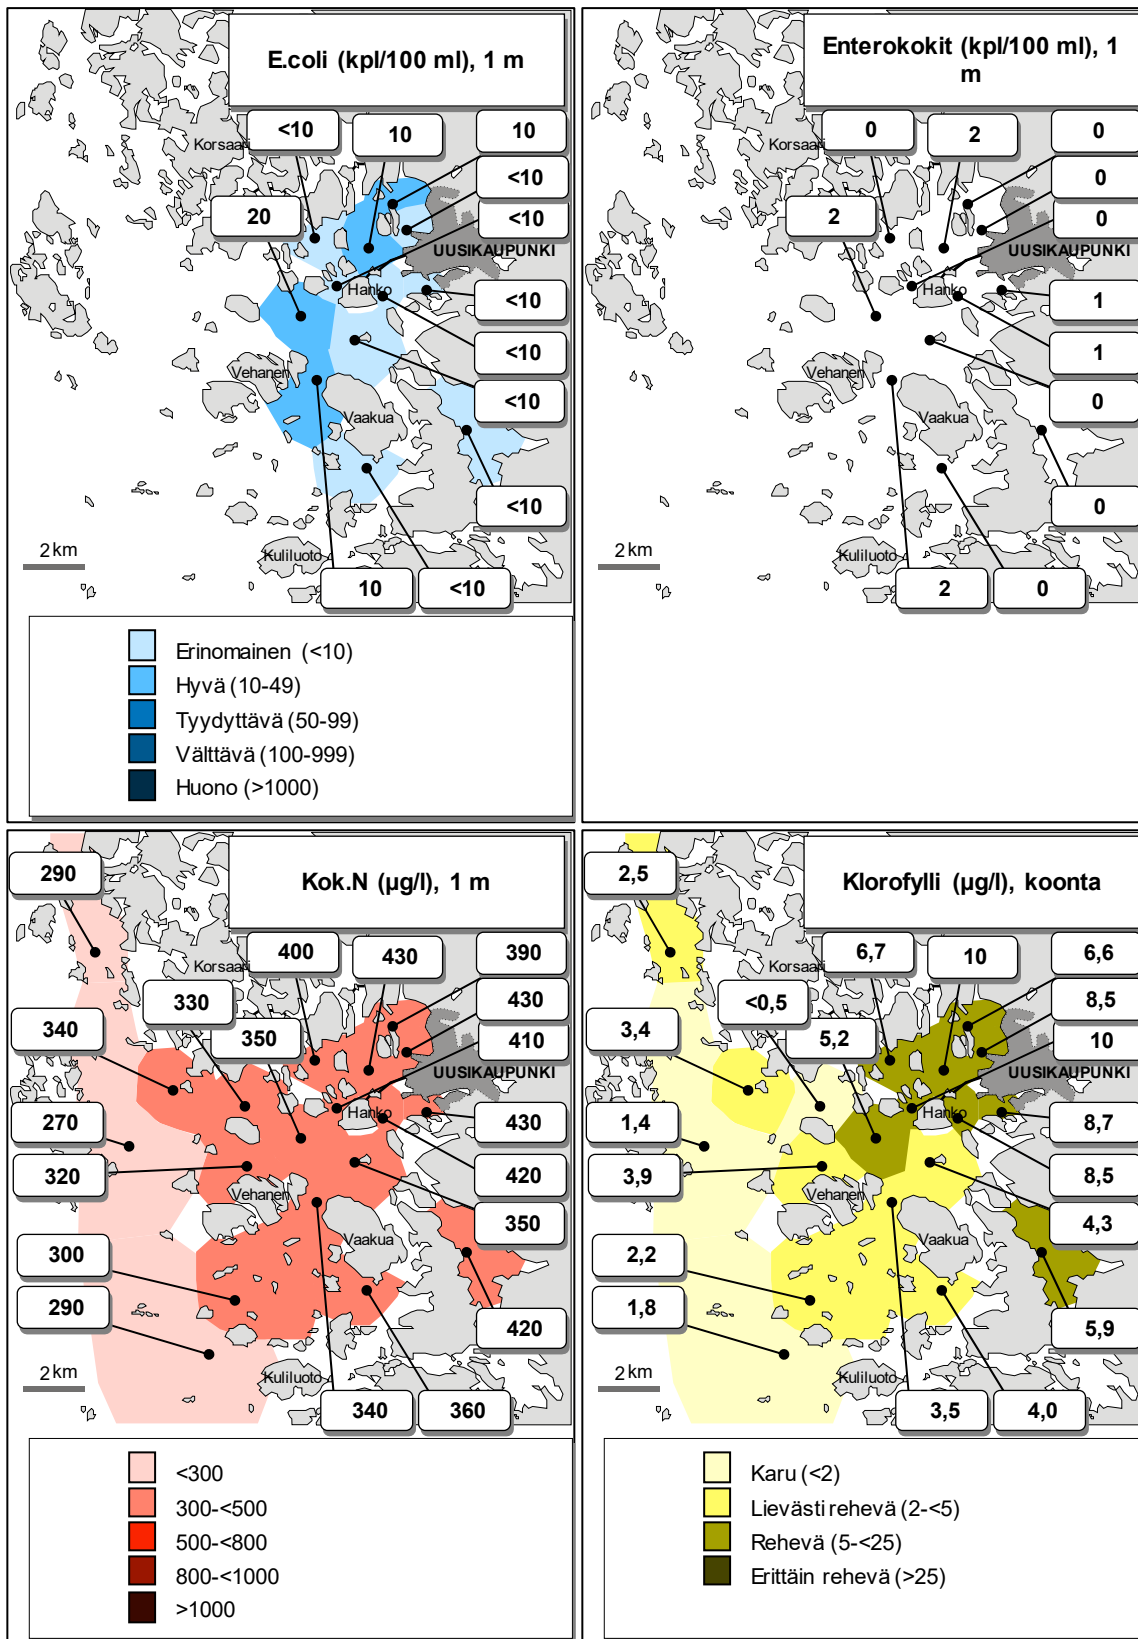 E.coli (kpl/100 ml), 1 m
<10
10
10
Korsaari
<10
20
<10
UUSIKAUPUNKI
Hanko
<10
<10
Vehanen
<10
Vaakua
<10
2 km
Kuliluoto
10
<10
Erinomainen (<10)
Hyvä (10-49)
Tyydyttävä (50-99)
Välttävä (100-999)
Huono (>1000)
Enterokokit (kpl/100 ml), 1
m
0
2
0
Korsaari
0
2
0
UUSIKAUPUNKI
Hanko
1
1
Vehanen
0
Vaakua
0
2 km
Kuliluoto
2
0
Kok.N (µg/l), 1 m
290
400
430
390
Korsaari
330
430
340
350
410
UUSIKAUPUNKI
Hanko
270
430
320
420
Vehanen
350
Vaakua
300
290
420
2 km
Kuliluoto
340
360
<300
300-<500
500-<800
800-<1000
>1000
Klorofylli (µg/l), koonta
2,5
6,7
10
6,6
Korsaari
<0,5
8,5
3,4
5,2
10
UUSIKAUPUNKI
Hanko
1,4
8,7
3,9
8,5
Vehanen
4,3
Vaakua
2,2
1,8
5,9
2 km
Kuliluoto
3,5
4,0
Karu (<2)
Lievästi rehevä (2-<5)
Rehevä (5-<25)
Erittäin rehevä (>25)